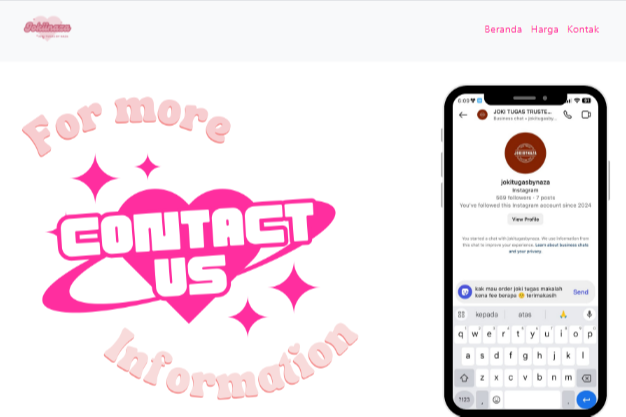 Jokiinaza
Beranda Harga Kontak
For more
CONTACT
US
Information
5:03
JOKI TUGAS TRUSTE...
Business chat • jokitugasby...
jokitugasbynaza
Instagram
559 followers · 7 posts
You've followed this Instagram account since 2024
View Profile
You started a chat with jokitugasbynaza. We use information from
this chat to improve your experience. Learn about business chats
and your privacy.
kak mau order joki tugas makalah
kena fee berapa 🙂 terimakasih
Send
kepada atas 🙏
q w e r t y u i o p
a s d f g h j k l
z x c v b n m
?123 , .